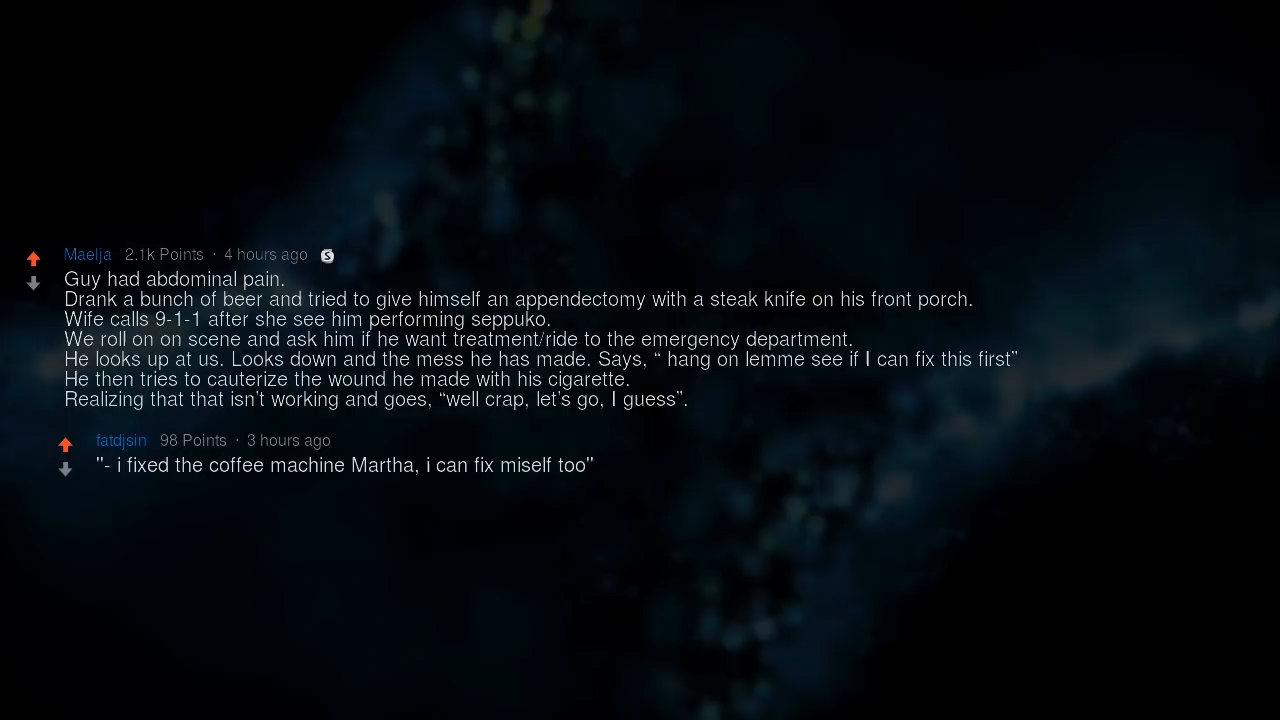 Maelja 2.1k Points · 4 hours ago S
Guy had abdominal pain.
Drank a bunch of beer and tried to give himself an appendectomy with a steak knife on his front porch.
Wife calls 9-1-1 after she see him performing seppuko.
We roll on on scene and ask him if he want treatment/ride to the emergency department.
He looks up at us. Looks down and the mess he has made. Says, “ hang on lemme see if I can fix this first”
He then tries to cauterize the wound he made with his cigarette.
Realizing that that isn’t working and goes, “well crap, let’s go, I guess”.
fatdjsin 98 Points · 3 hours ago
"- i fixed the coffee machine Martha, i can fix miself too"